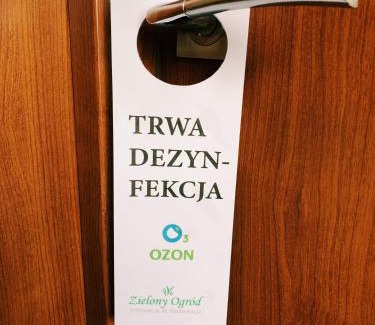 TRWA
DEZYN-
FEKCJA
O3
OZON
Zielony Ogród